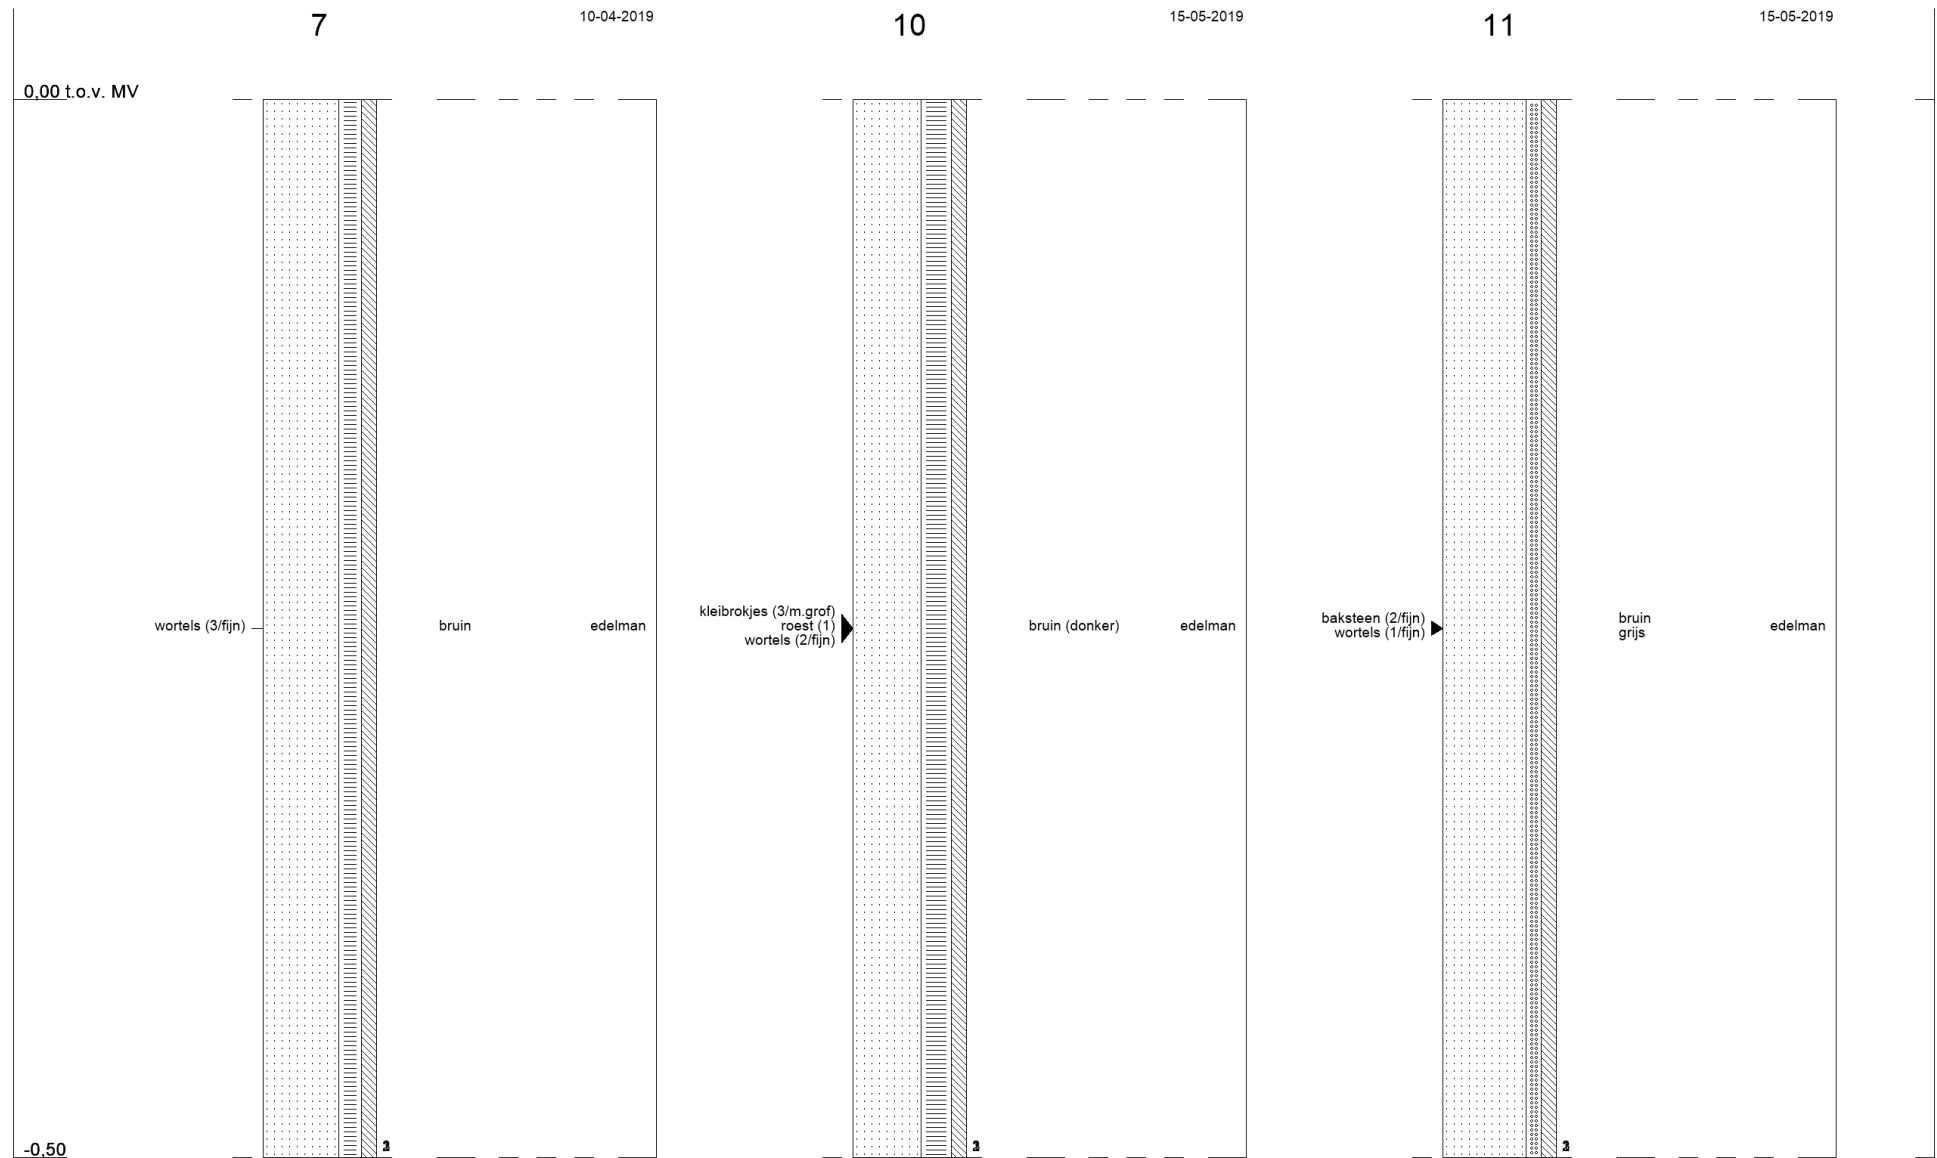 7
10-04-2019
10
15-05-2019
11
15-05-2019
0,00 t.o.v. MV
wortels (3/fijn)
bruin
edelman
kleibrokjes (3/m.grof)
roest (1)
wortels (2/fijn)
bruin (donker)
edelman
baksteen (2/fijn)
wortels (1/fijn)
bruin
grijs
edelman
-0,50